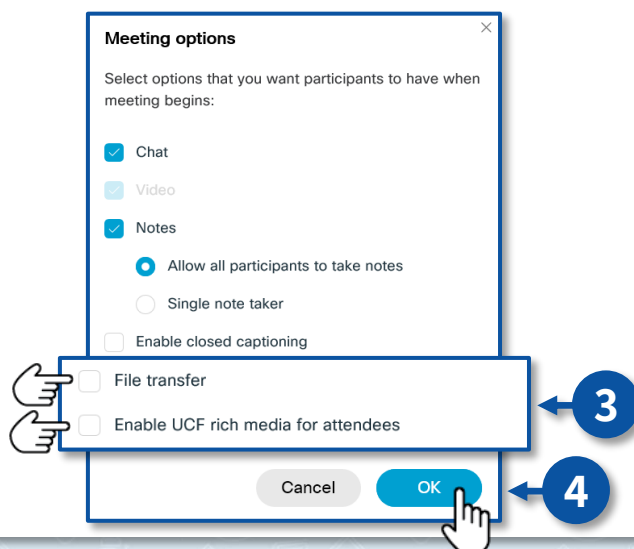 Meeting options
Select options that you want participants to have when
meeting begins:
Chat
Video
Notes
Allow all participants to take notes
Single note taker
Enable closed captioning
File transfer
Enable UCF rich media for attendees
3
Cancel
OK
4